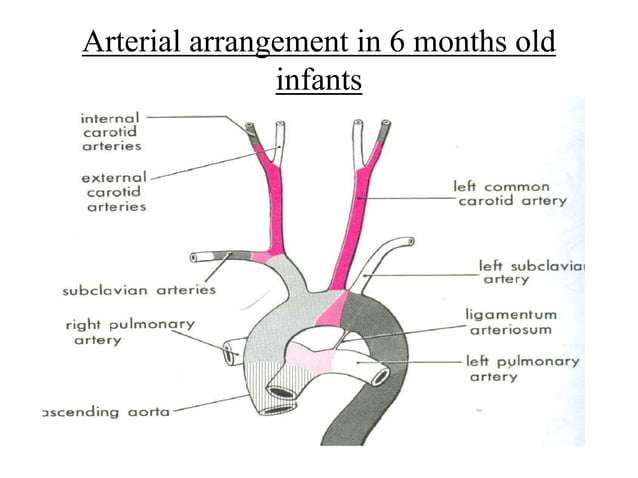 Arterial arrangement in 6 months old
infants
internal
carotid
arteries
external
carotid
arteries
left common
carotid artery
subclavian arteries
left subclavia
artery
right pulmonary
artery
ligamentum
arteriosum
left pulmonary
artery
ascending aorta